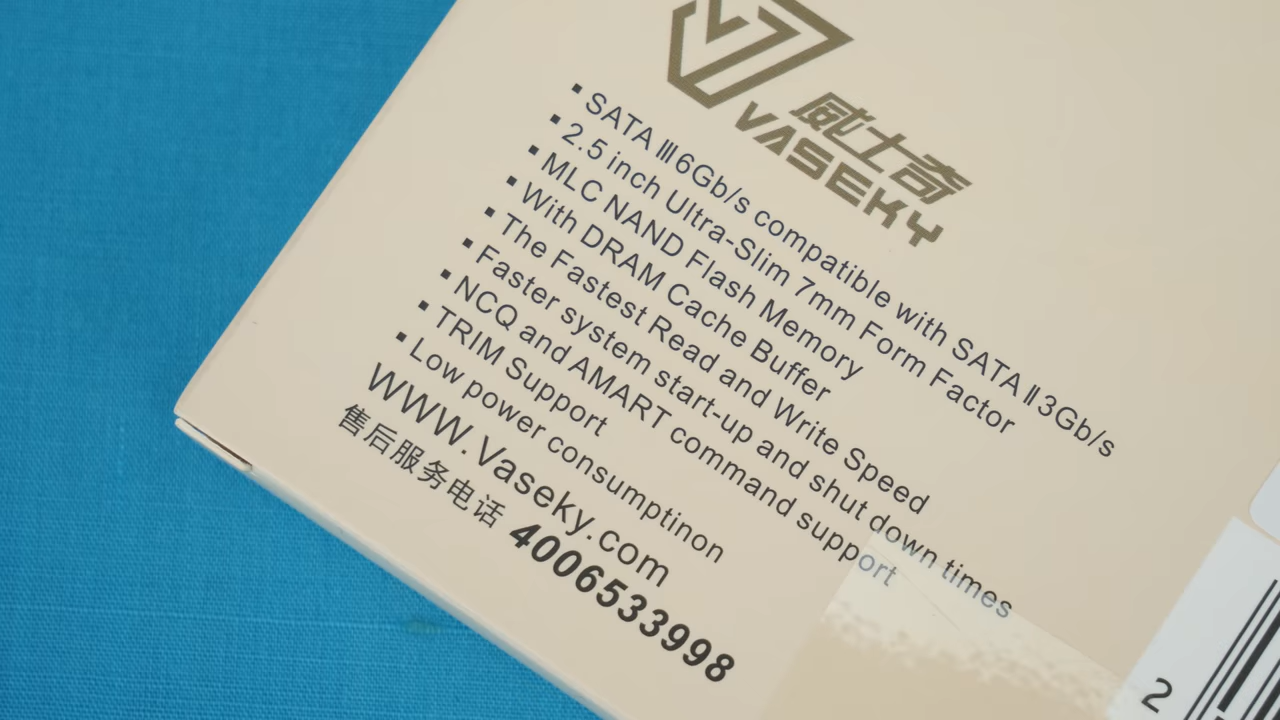 威士奇
VASEKY
▪ SATA III 6Gb/s compatible with SATA II 3Gb/s
▪ 2.5 inch Ultra-Slim 7mm Form Factor
▪ MLC NAND Flash Memory
▪ With DRAM Cache Buffer
▪ The Fastest Read and Write Speed
▪ Faster system start-up and shut down times
▪ NCQ and AMART command support
▪ TRIM Support
▪ Low power consumptinon
WWW.Vaseky.com
售后服务电话 4006533998
2